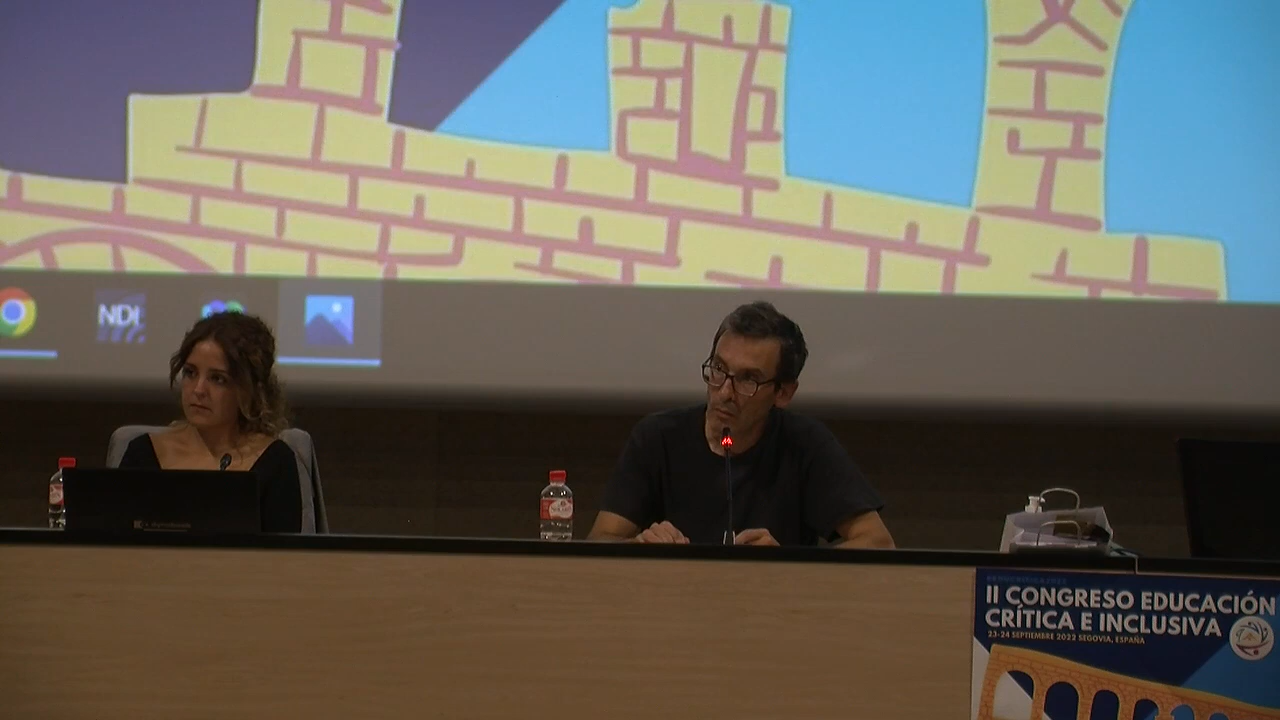 NDI
II CONGRESO EDUCACIÓN
CRÍTICA E INCLUSIVA
23-24 SEPTIEMBRE 2022 SEGOVIA, ESPAÑA